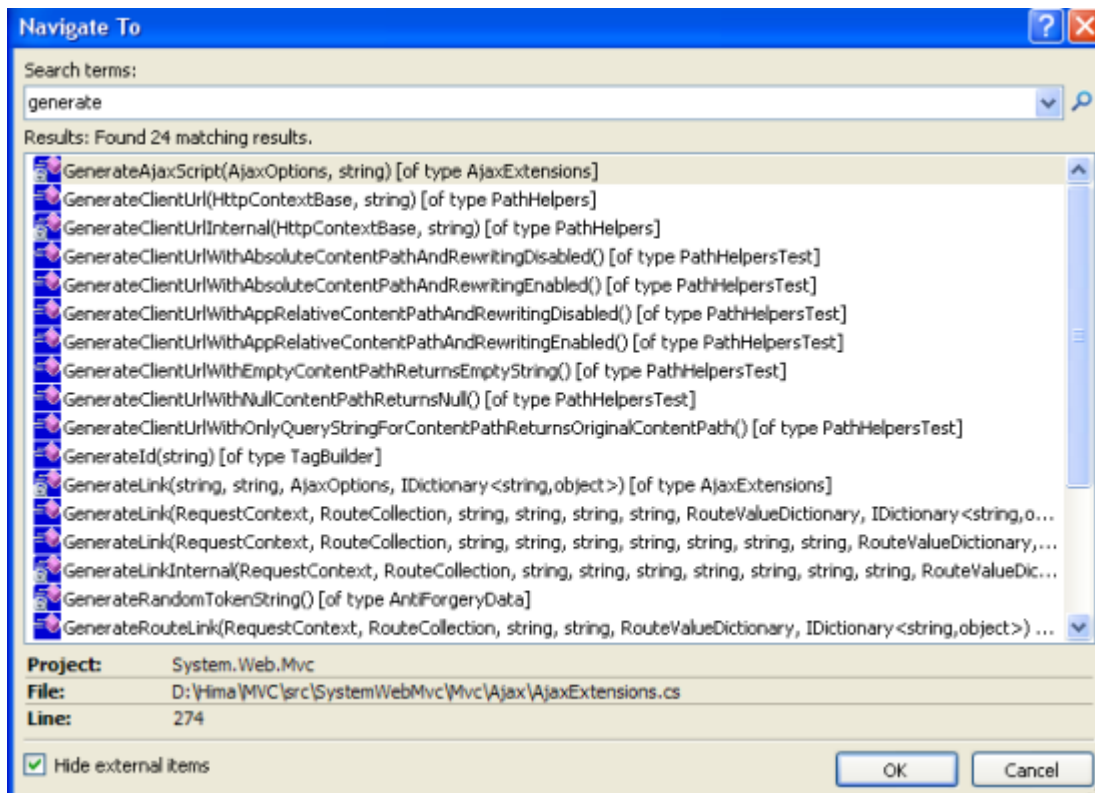 Navigate To
Search terms:
generate
Results: Found 24 matching results.
GenerateAjaxScript(AjaxOptions, string) [of type AjaxExtensions]
GenerateClientUrl(HttpContextBase, string) [of type PathHelpers]
GenerateClientUrlInternal(HttpContextBase, string) [of type PathHelpers]
GenerateClientUrlWithAbsoluteContentPathAndRewritingDisabled() [of type PathHelpersTest]
GenerateClientUrlWithAbsoluteContentPathAndRewritingEnabled() [of type PathHelpersTest]
GenerateClientUrlWithAppRelativeContentPathAndRewritingDisabled() [of type PathHelpersTest]
GenerateClientUrlWithAppRelativeContentPathAndRewritingEnabled() [of type PathHelpersTest]
GenerateClientUrlWithEmptyContentPathReturnsEmptyString() [of type PathHelpersTest]
GenerateClientUrlWithNullContentPathReturnsNull() [of type PathHelpersTest]
GenerateClientUrlWithOnlyQueryStringForContentPathReturnsOriginalContentPath() [of type PathHelpersTest]
GenerateId(string) [of type TagBuilder]
GenerateLink(string, string, AjaxOptions, IDictionary<string,object>) [of type AjaxExtensions]
GenerateLink(RequestContext, RouteCollection, string, string, string, string, RouteValueDictionary, IDictionary<string,o...
GenerateLink(RequestContext, RouteCollection, string, string, string, string, string, string, string, RouteValueDictionary,...
GenerateLinkInternal(RequestContext, RouteCollection, string, string, string, string, string, string, string, RouteValueDic...
GenerateRandomTokenString() [of type AntiForgeryData]
GenerateRouteLink(RequestContext, RouteCollection, string, string, RouteValueDictionary, IDictionary<string,object>) ...
Project: System.Web.Mvc
File: D:\Hima\MVC\src\SystemWebMvc\Mvc\Ajax\AjaxExtensions.cs
Line: 274
Hide external items
OK Cancel